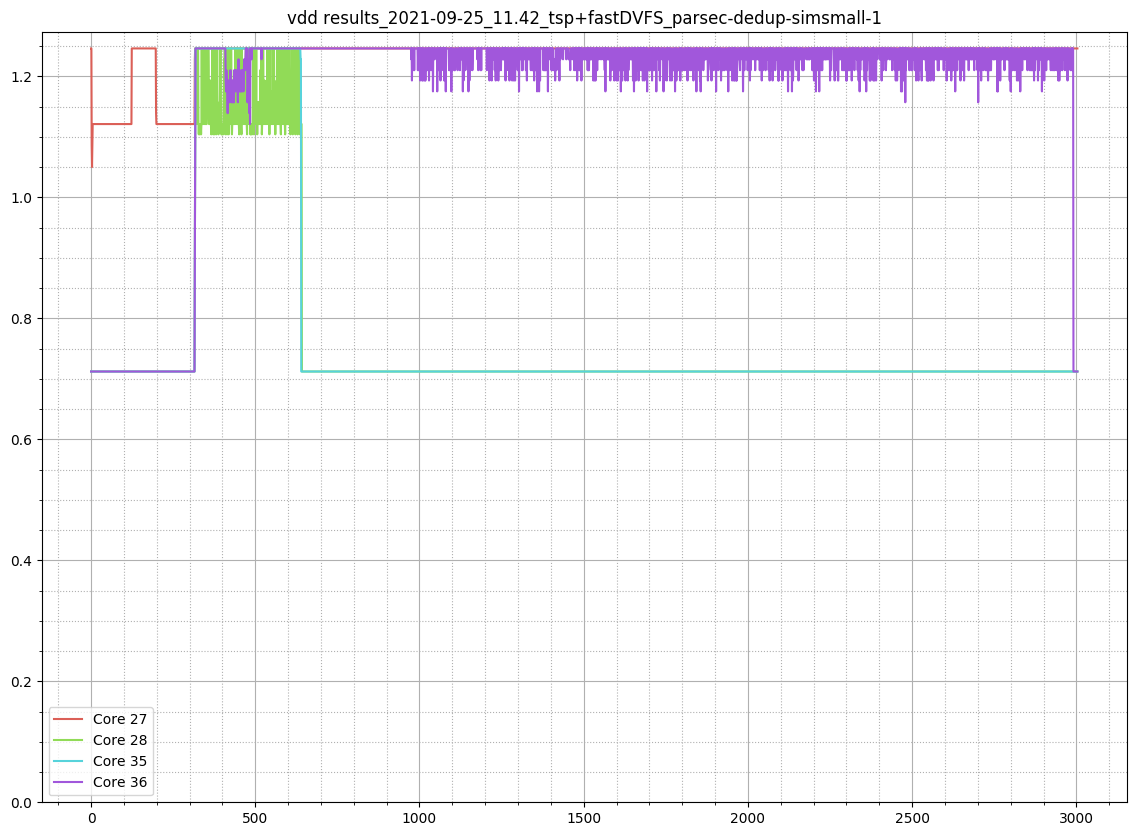 vdd results_2021-09-25_11.42_tsp+fastDVFS_parsec-dedup-simsmall-1
1.2
1.0
0.8
0.6
0.4
0.2
0.0
Core 27
Core 28
Core 35
Core 36
0 500 1000 1500 2000 2500 3000